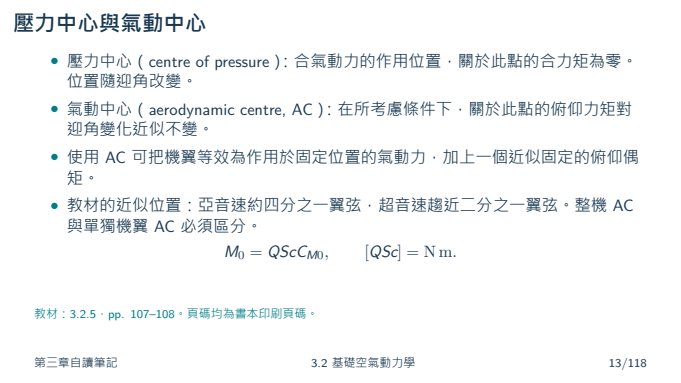 壓力中心與氣動中心
• 壓力中心（centre of pressure）：合氣動力的作用位置，關於此點的合力矩為零。
位置隨迎角改變。
• 氣動中心（aerodynamic centre, AC）：在所考慮條件下，關於此點的俯仰力矩對
迎角變化近似不變。
• 使用 AC 可把機翼等效為作用於固定位置的氣動力，加上一個近似固定的俯仰偶
矩。
• 教材的近似位置：亞音速約四分之一翼弦，超音速趨近二分之一翼弦。整機 AC
與單獨機翼 AC 必須區分。
M₀ = QScC_{M0},  [QSc] = N m.
教材：3.2.5，pp. 107–108。頁碼均為書本印刷頁碼。
第三章自讀筆記 3.2 基礎空氣動力學 13/118